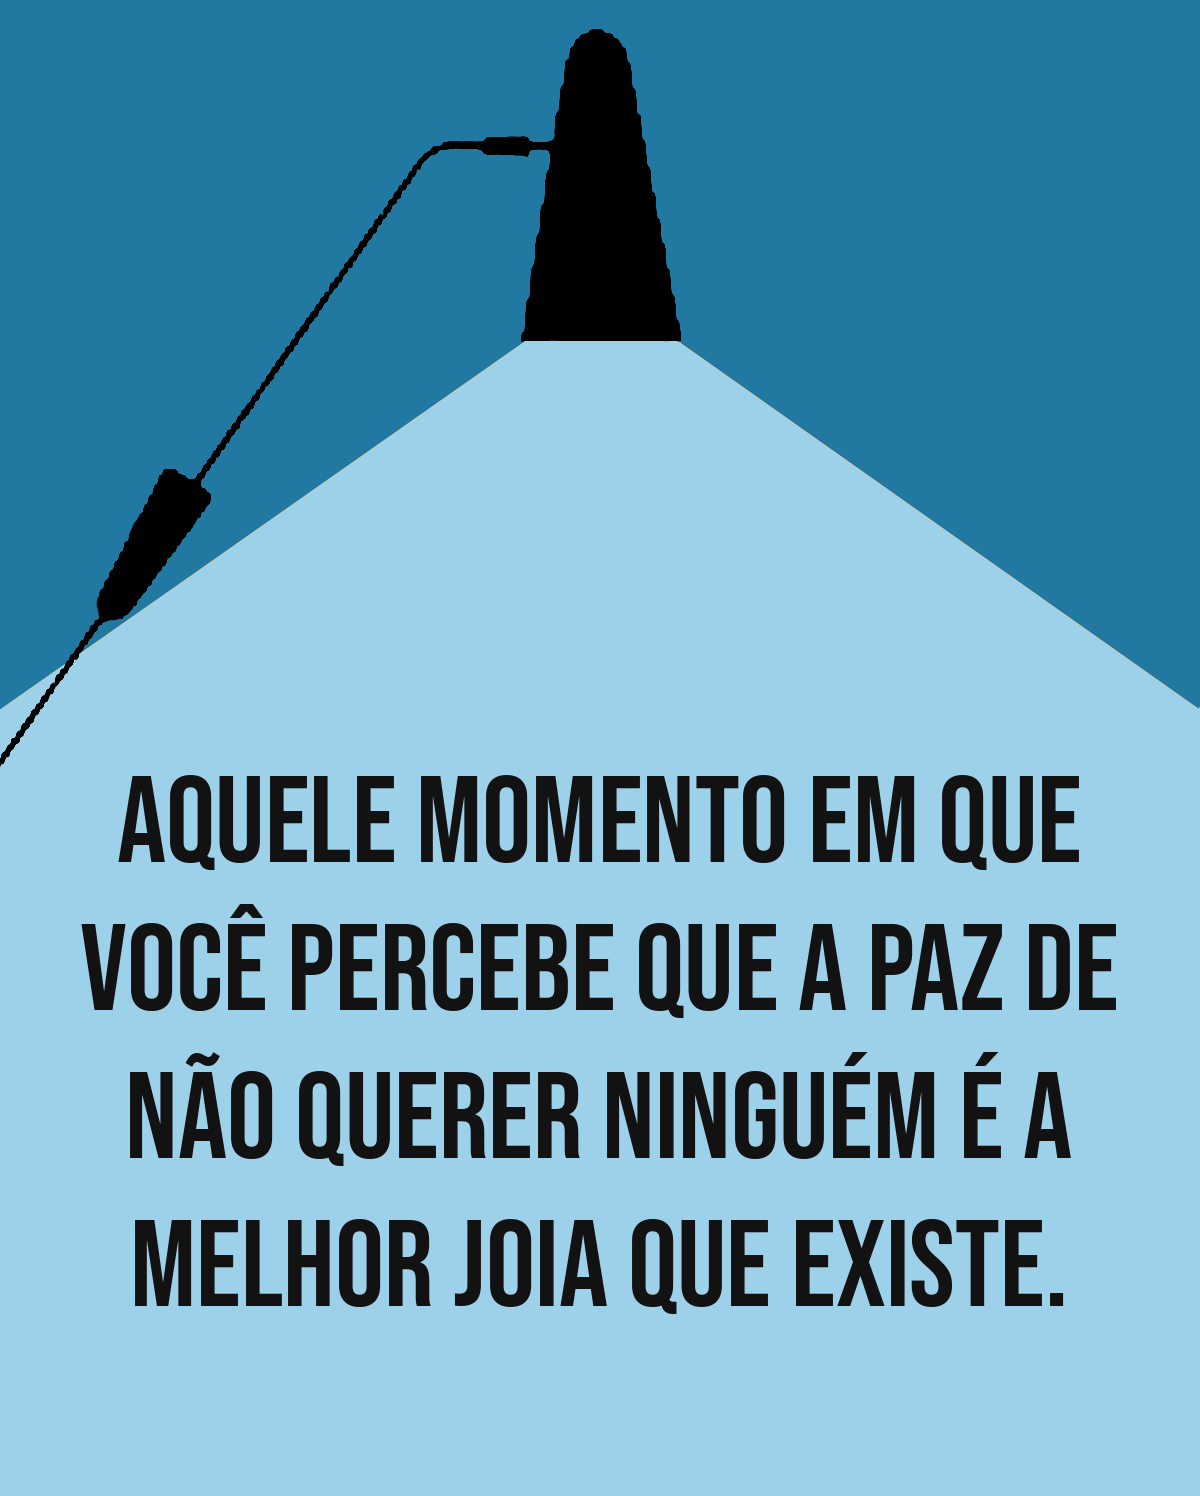 AQUELE MOMENTO EM QUE
VOCÊ PERCEBE QUE A PAZ DE
NÃO QUERER NINGUÉM É A
MELHOR JOIA QUE EXISTE.